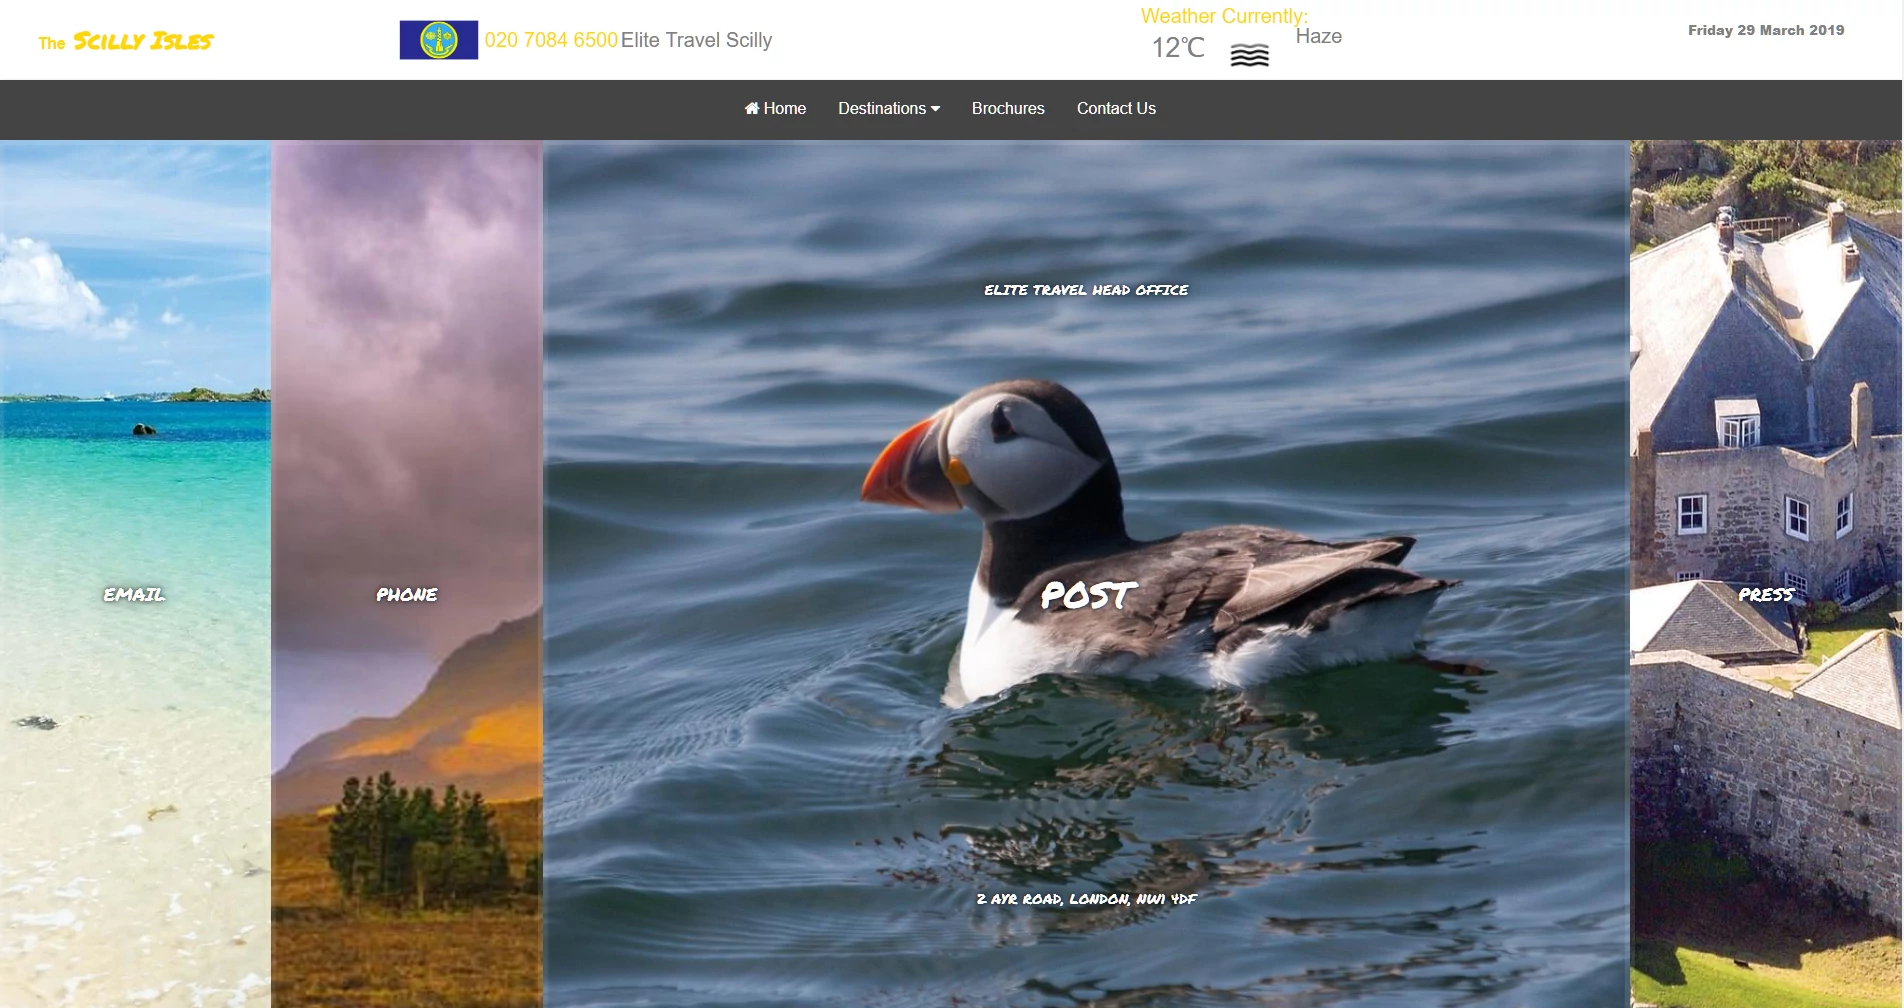 The Scilly Isles
020 7084 6500 Elite Travel Scilly
Weather Currently:
12℃
Haze
Friday 29 March 2019
Home
Destinations
Brochures
Contact Us
ELITE TRAVEL HEAD OFFICE
EMAIL
PHONE
POST
PRESS
2 AYR ROAD, LONDON, NW1 4DF